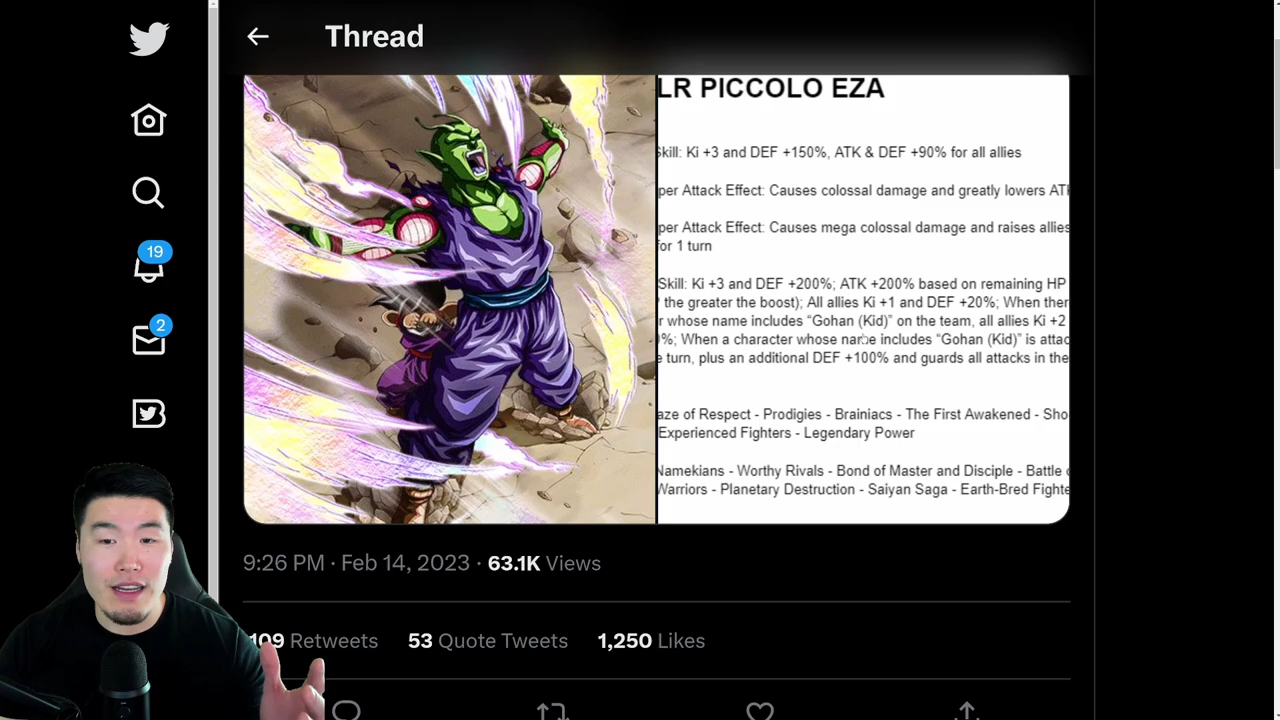 Thread
LR PICCOLO EZA
Skill: Ki +3 and DEF +150%, ATK & DEF +90% for all allies
per Attack Effect: Causes colossal damage and greatly lowers ATK
per Attack Effect: Causes mega colossal damage and raises allies
for 1 turn
Skill: Ki +3 and DEF +200%; ATK +200% based on remaining HP
the greater the boost); All allies Ki +1 and DEF +20%; When ther
r whose name includes “Gohan (Kid)” on the team, all allies Ki +2
%; When a character whose name includes “Gohan (Kid)” is attac
e turn, plus an additional DEF +100% and guards all attacks in the
aze of Respect - Prodigies - Brainiacs - The First Awakened - Sho
Experienced Fighters - Legendary Power
Namekians - Worthy Rivals - Bond of Master and Disciple - Battle o
Warriors - Planetary Destruction - Saiyan Saga - Earth-Bred Fighte
19
2
9:26 PM · Feb 14, 2023 · 63.1K Views
109 Retweets 53 Quote Tweets 1,250 Likes